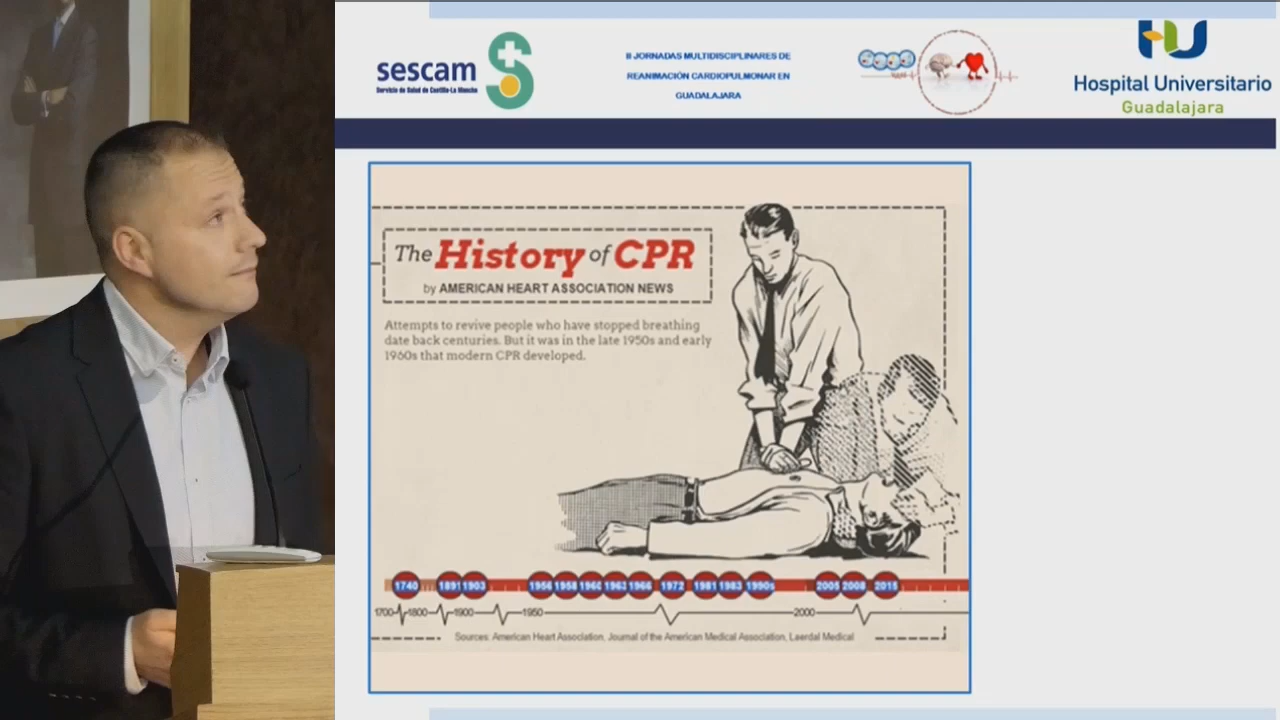 sescam
Servicio de Salud de Castilla-La Mancha
II JORNADAS MULTIDISCIPLINARES DE
REANIMACIÓN CARDIOPULMONAR EN
GUADALAJARA
Hospital Universitario
Guadalajara
The History of CPR
by AMERICAN HEART ASSOCIATION NEWS
Attempts to revive people who have stopped breathing
date back centuries. But it was in the late 1950s and early
1960s that modern CPR developed.
1740 1891 1903 1956 1958 1960 1963 1966 1972 1981 1983 1990s 2005 2008 2015
1700 1800 1900 1950 2000
Sources: American Heart Association, Journal of the American Medical Association, Laerdal Medical